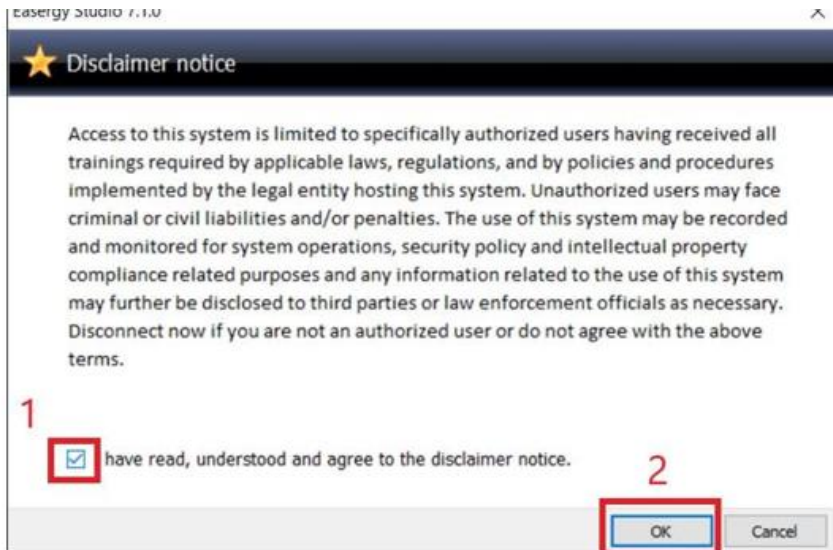 Easergy Studio 7.1.0
Disclaimer notice
Access to this system is limited to specifically authorized users having received all
trainings required by applicable laws, regulations, and by policies and procedures
implemented by the legal entity hosting this system. Unauthorized users may face
criminal or civil liabilities and/or penalties. The use of this system may be recorded
and monitored for system operations, security policy and intellectual property
compliance related purposes and any information related to the use of this system
may further be disclosed to third parties or law enforcement officials as necessary.
Disconnect now if you are not an authorized user or do not agree with the above
terms.
1
have read, understood and agree to the disclaimer notice.
2
OK
Cancel